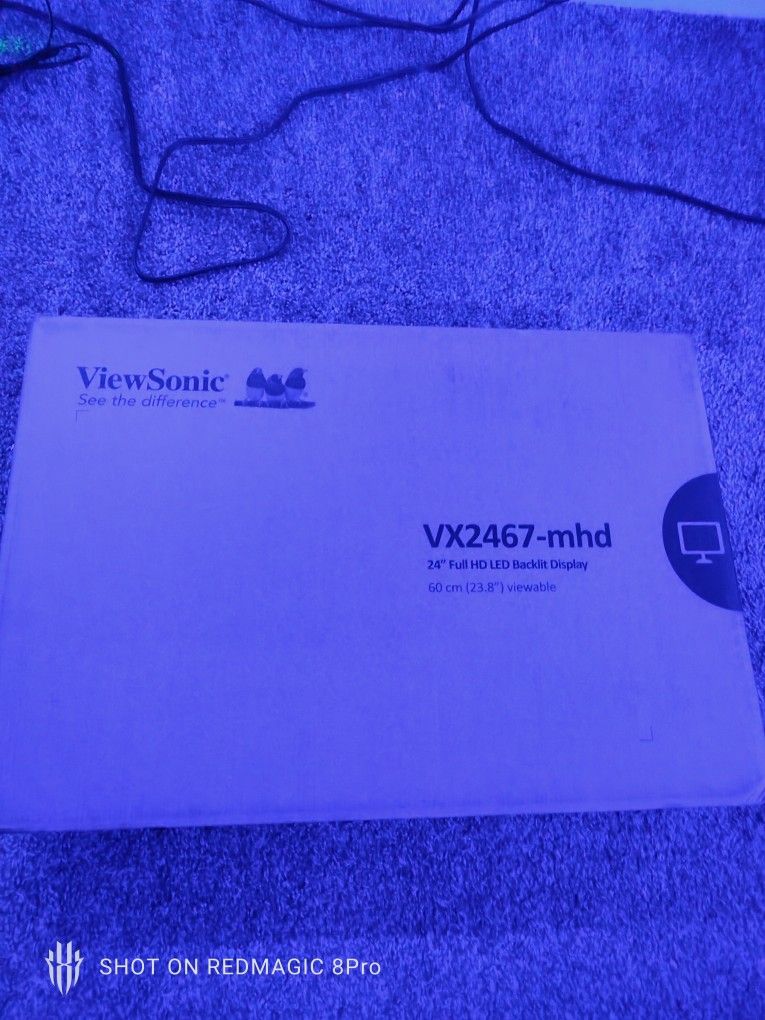 ViewSonic®
See the difference™
VX2467-mhd
24” Full HD LED Backlit Display
60 cm (23.8”) viewable
SHOT ON REDMAGIC 8Pro